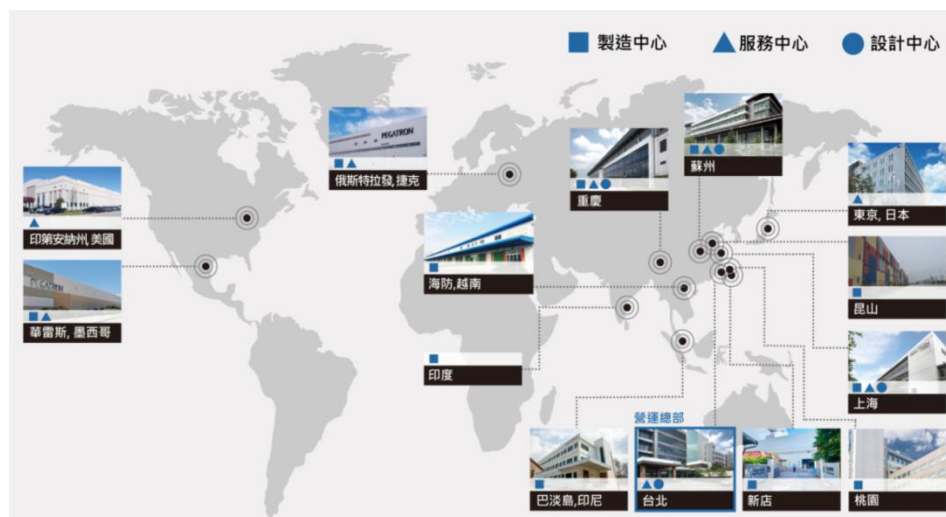 製造中心
服務中心
設計中心
PEGATRON
俄斯特拉發,捷克
重慶
蘇州
東京, 日本
印第安納州, 美國
海防,越南
昆山
華雷斯, 墨西哥
印度
上海
營運總部
巴淡島,印尼
台北
新店
桃園